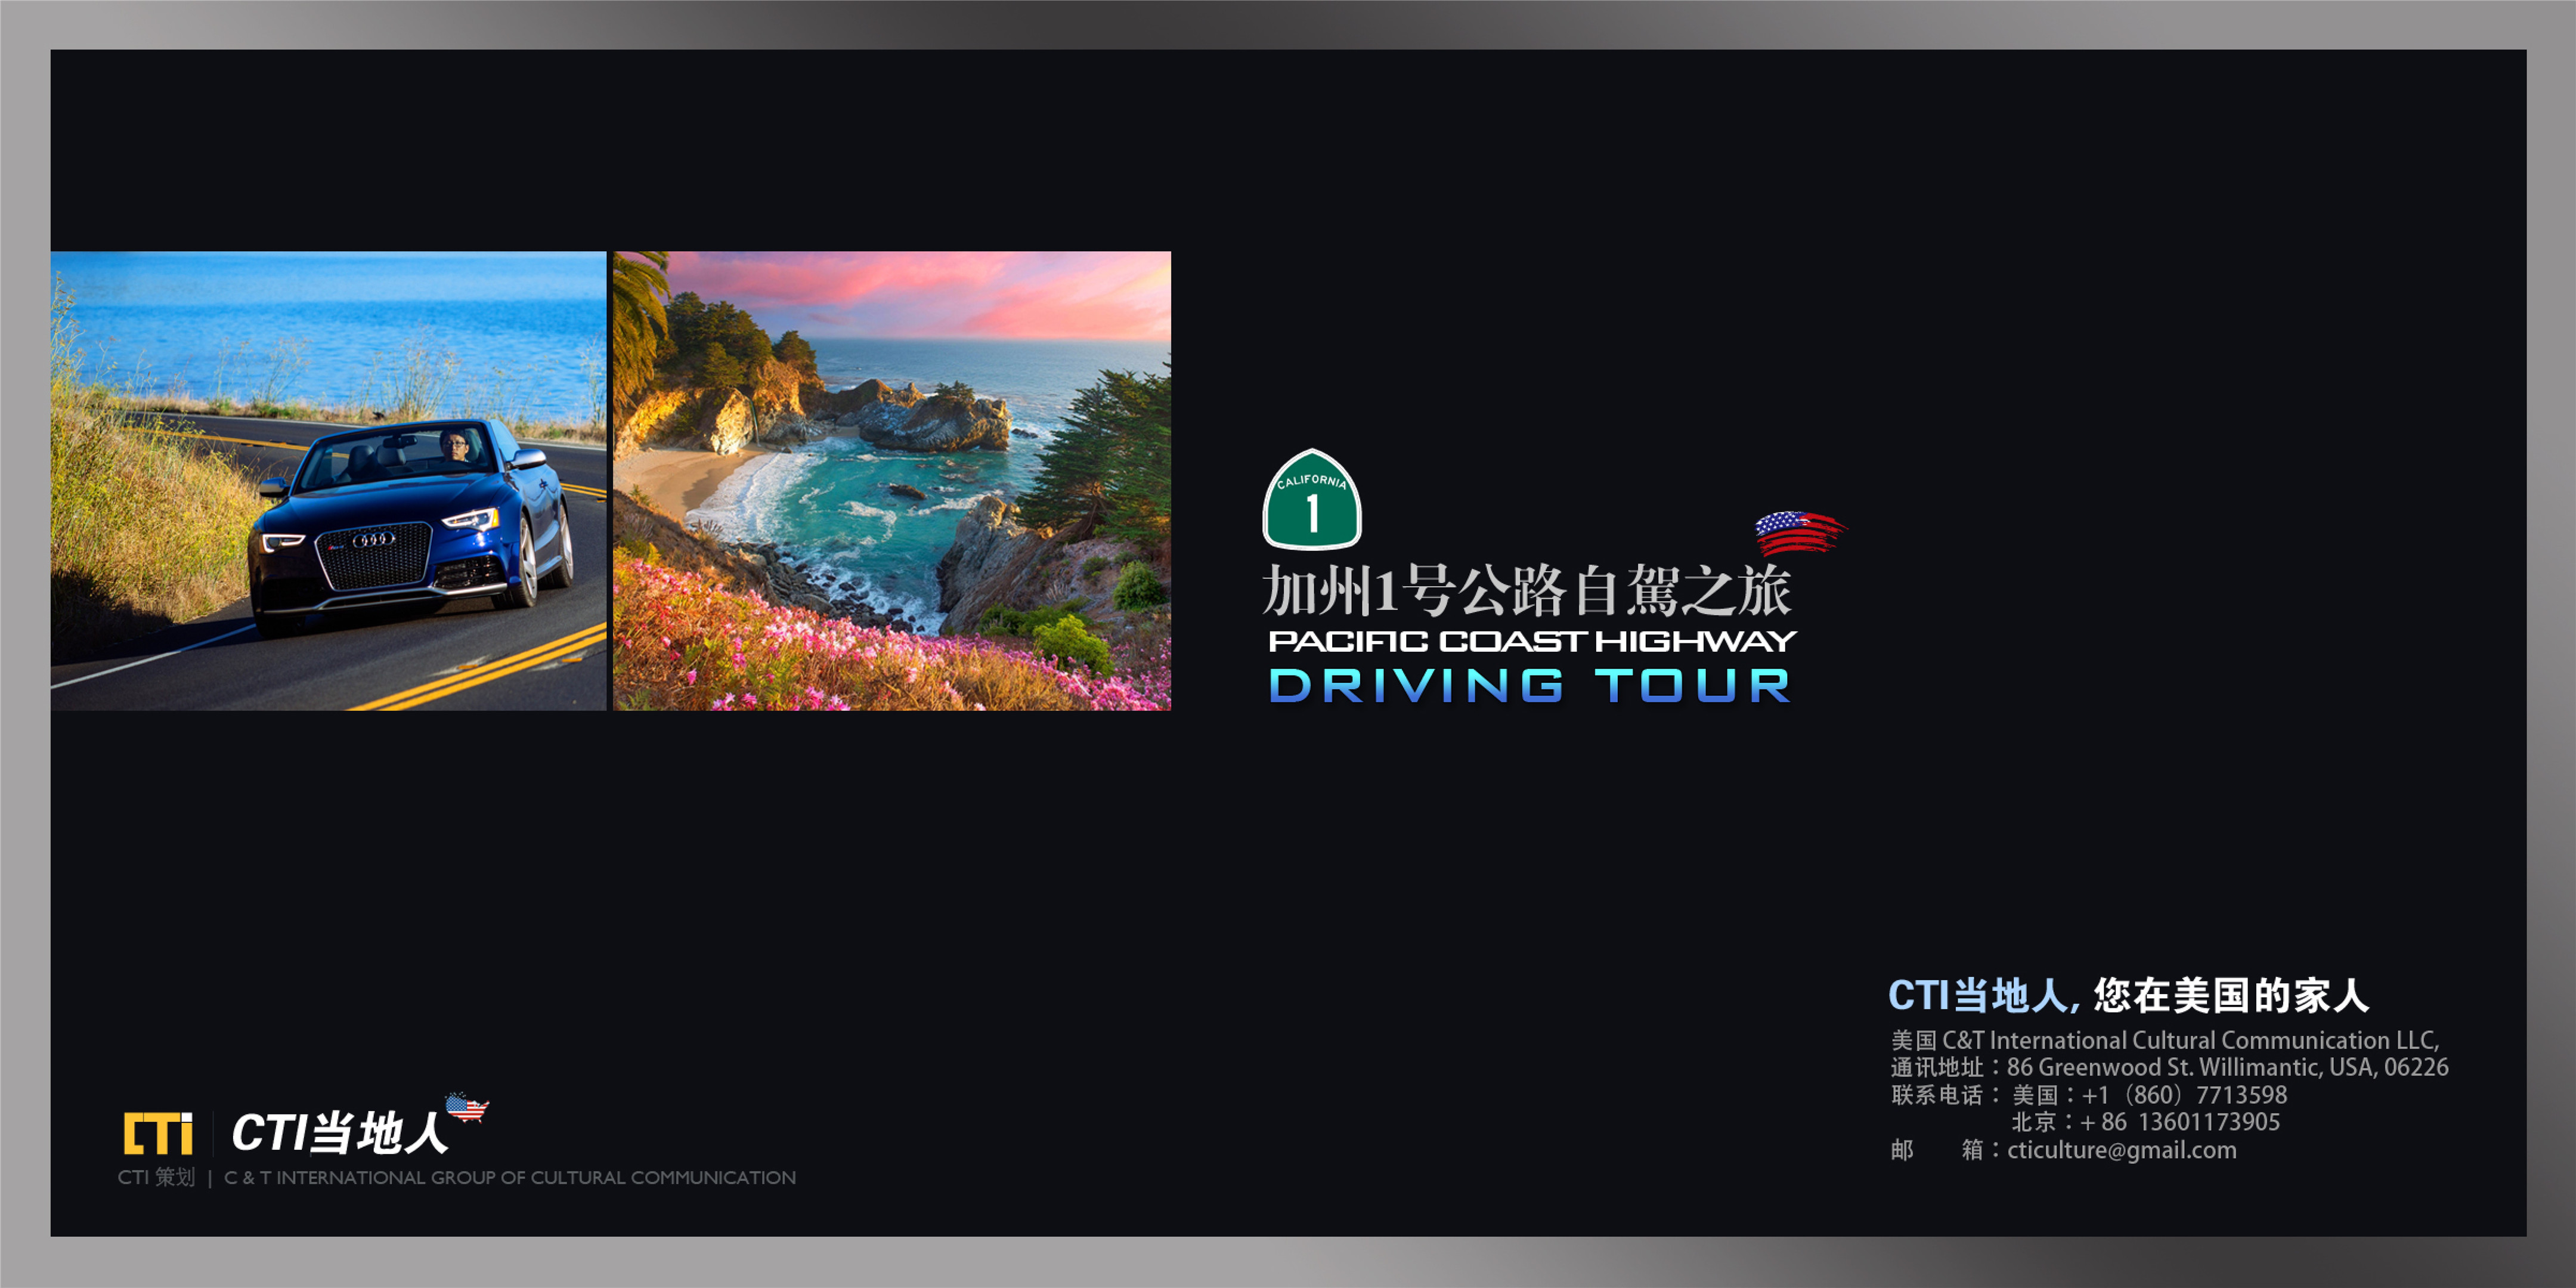 CALIFORNIA
1
加州1号公路自駕之旅
PACIFIC COAST HIGHWAY
DRIVING TOUR
CTI当地人, 您在美国的家人
美国 C&T International Cultural Communication LLC,
通讯地址：86 Greenwood St. Willimantic, USA, 06226
联系电话： 美国：+1（860）7713598
北京：+ 86 13601173905
邮 箱：cticulture@gmail.com
CTi CTI当地人
CTI 策划 | C & T INTERNATIONAL GROUP OF CULTURAL COMMUNICATION